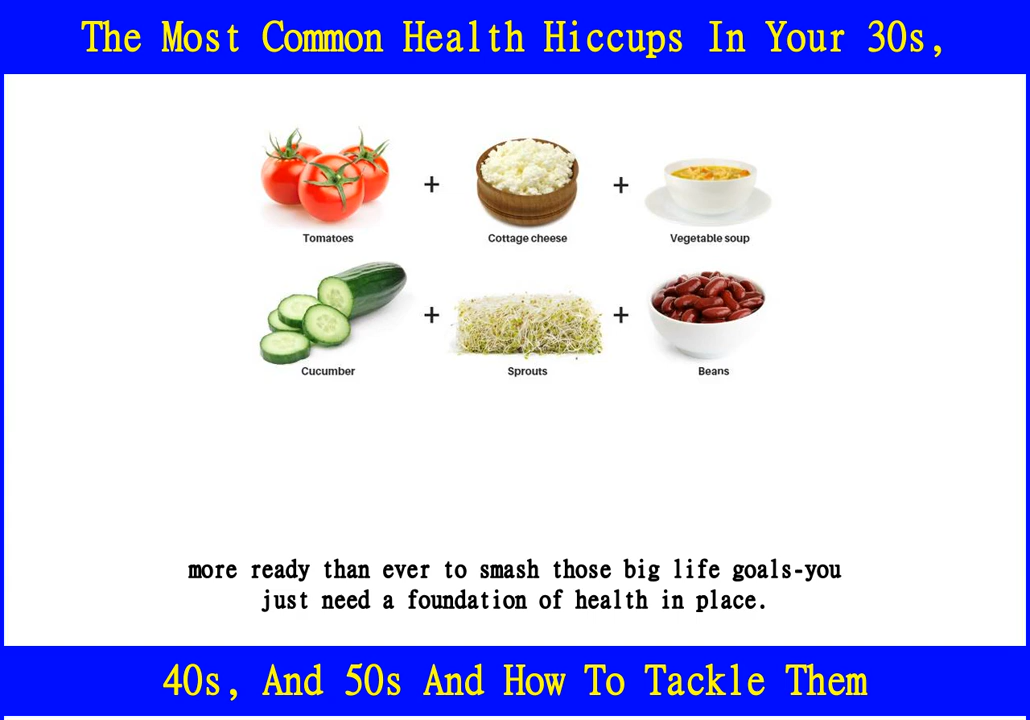 The Most Common Health Hiccups In Your 30s,
+ +
Tomatoes Cottage cheese Vegetable soup
+ +
Cucumber Sprouts Beans
more ready than ever to smash those big life goals-you
just need a foundation of health in place.
40s, And 50s And How To Tackle Them